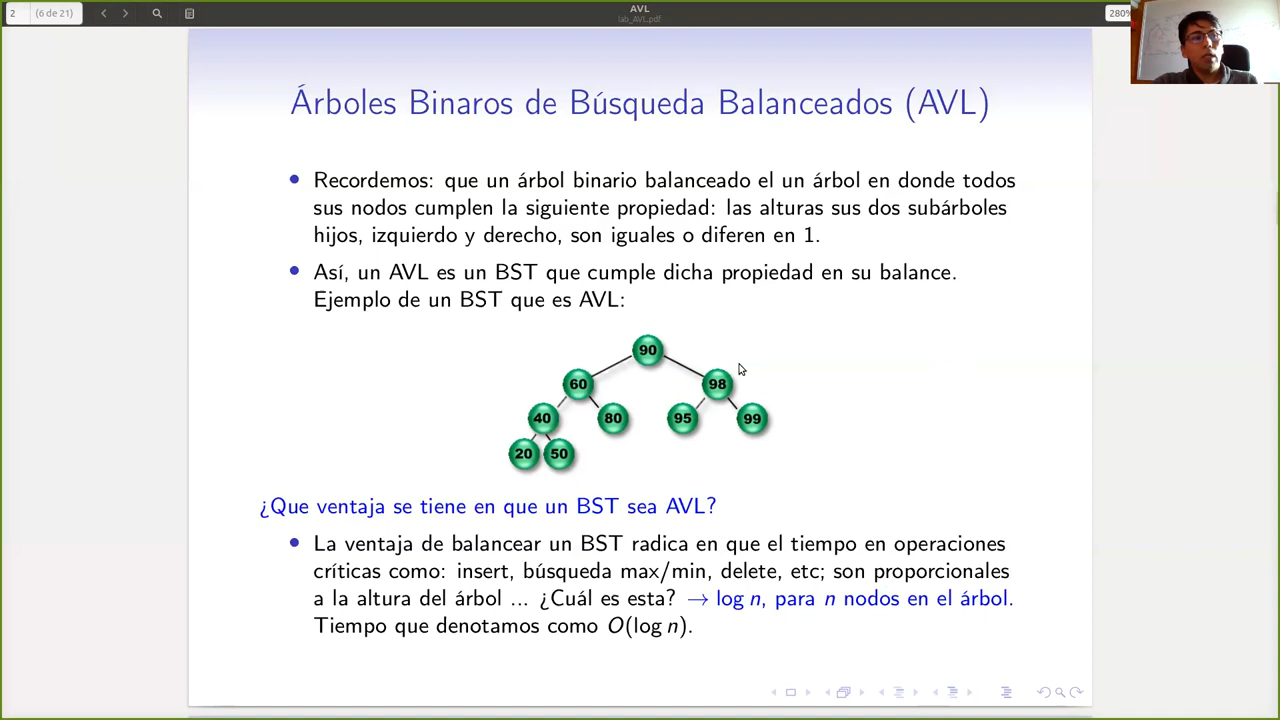 2
(6 de 21)
AVL
lab_AVL.pdf
280%
Árboles Binaros de Búsqueda Balanceados (AVL)
Recordemos: que un árbol binario balanceado el un árbol en donde todos
sus nodos cumplen la siguiente propiedad: las alturas sus dos subárboles
hijos, izquierdo y derecho, son iguales o diferen en 1.
Así, un AVL es un BST que cumple dicha propiedad en su balance.
Ejemplo de un BST que es AVL:
90
60 98
40 80 95 99
20 50
¿Que ventaja se tiene en que un BST sea AVL?
La ventaja de balancear un BST radica en que el tiempo en operaciones
críticas como: insert, búsqueda max/min, delete, etc; son proporcionales
a la altura del árbol ... ¿Cuál es esta? → log n, para n nodos en el árbol.
Tiempo que denotamos como O(log n).